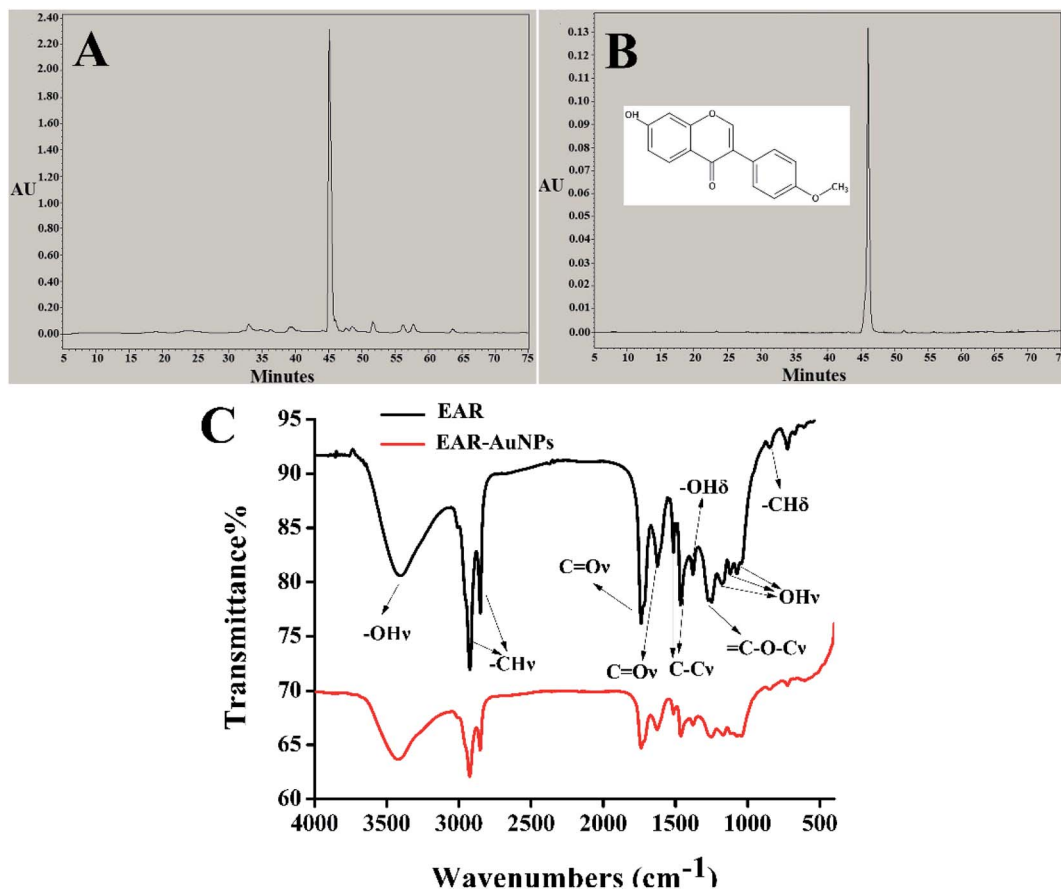 A
2.40
2.00
1.80
1.60
1.40
1.20
1.00
AU
0.80
0.60
0.40
0.20
0.00
5 10 15 20 25 30 35 40 45 50 55 60 65 70 75
Minutes
B
0.13
0.12
0.11
0.10
0.09
0.08
0.07
AU
0.06
0.05
0.04
0.03
0.02
0.01
0.00
OH
O
O
O
CH3
5 10 15 20 25 30 35 40 45 50 55 60 65 70 75
Minutes
C
EAR
EAR-AuNPs
Transmittance%
95
90
85
80
75
70
65
60
-OHν
-CHν
C=Oν
C=Oν
C-Cν
-OHδ
=C-O-Cν
OHν
-CHδ
4000 3500 3000 2500 2000 1500 1000 500
Wavenumbers (cm-1)